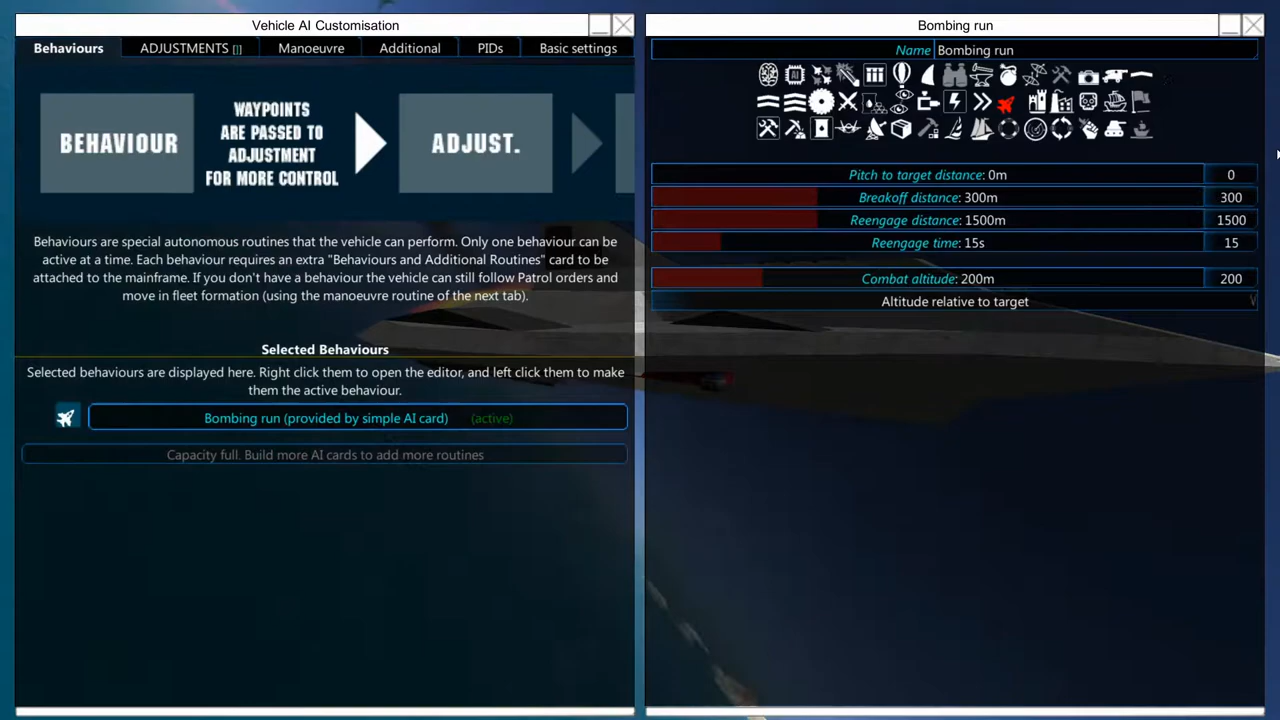 Vehicle AI Customisation
Behaviours
ADJUSTMENTS []
Manoeuvre
Additional
PIDs
Basic settings
BEHAVIOUR
WAYPOINTS
ARE PASSED TO
ADJUSTMENT
FOR MORE CONTROL
ADJUST.
Behaviours are special autonomous routines that the vehicle can perform. Only one behaviour can be
active at a time. Each behaviour requires an extra "Behaviours and Additional Routines" card to be
attached to the mainframe. If you don't have a behaviour the vehicle can still follow Patrol orders and
move in fleet formation (using the manoeuvre routine of the next tab).
Selected Behaviours
Selected behaviours are displayed here. Right click them to open the editor, and left click them to make
them the active behaviour.
Bombing run (provided by simple AI card) (active)
Capacity full. Build more AI cards to add more routines
Bombing run
Name Bombing run
AI
Pitch to target distance: 0m 0
Breakoff distance: 300m 300
Reengage distance: 1500m 1500
Reengage time: 15s 15
Combat altitude: 200m 200
Altitude relative to target V